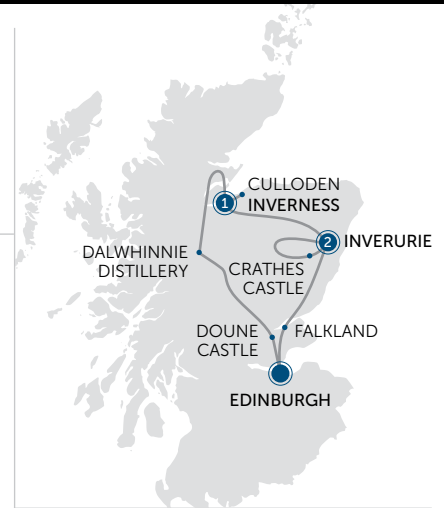 CULLODEN
1
INVERNESS
2
INVERURIE
DALWHINNIE
DISTILLERY
CRATHES
CASTLE
DOUNE
CASTLE
FALKLAND
EDINBURGH